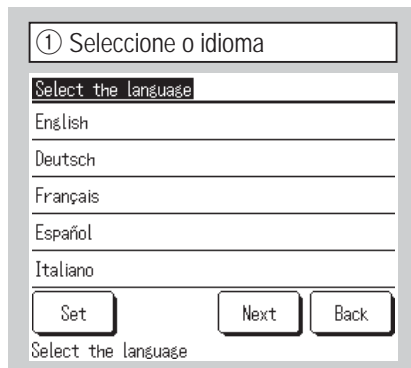 ① Seleccione o idioma
Select the language
English
Deutsch
Français
Español
Italiano
Set Next Back
Select the language